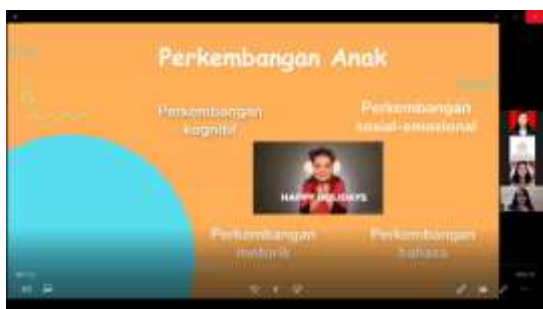 Perkembangan Anak
Perkembangan
kognitif
Perkembangan
sosial-emosional
HAPPY HOLIDAYS
Perkembangan
motorik
Perkembangan
bahasa